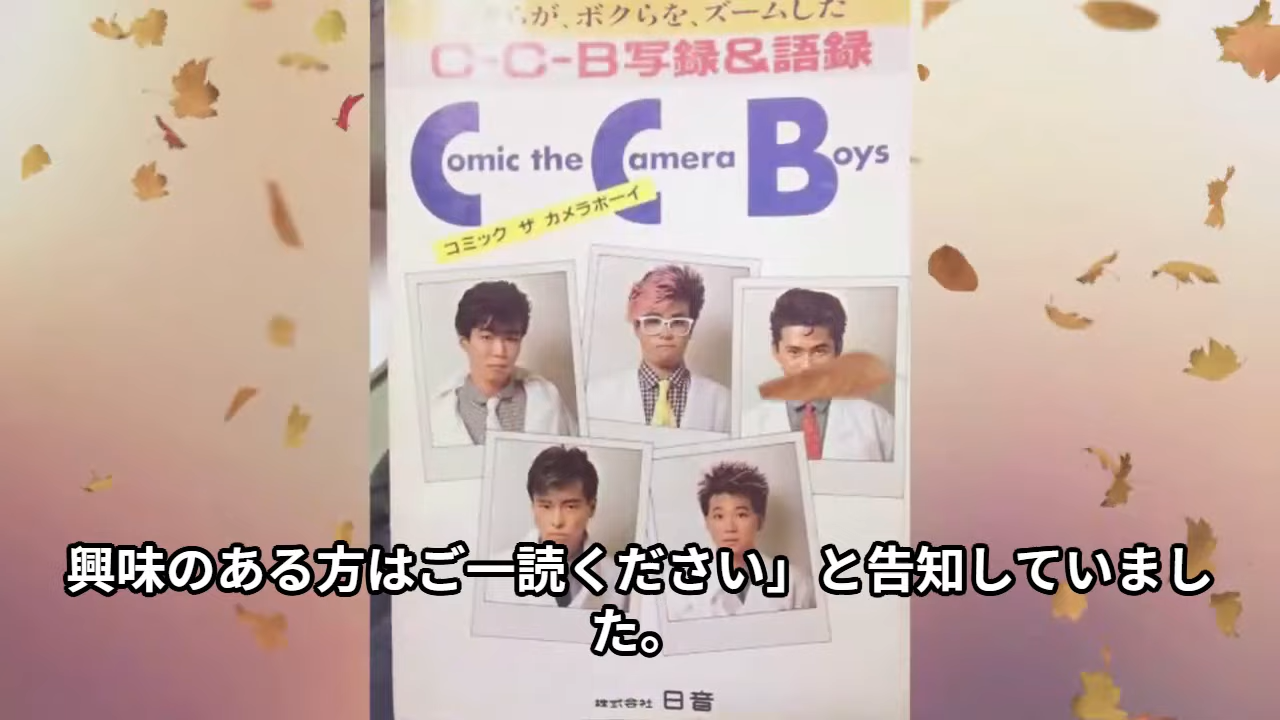 らが、ボクらを、ズームした
C-C-B写録&語録
Comic the Camera Boys
コミック ザ カメラボーイ
興味のある方はご一読ください」と告知していまし
た。
株式会社 日音